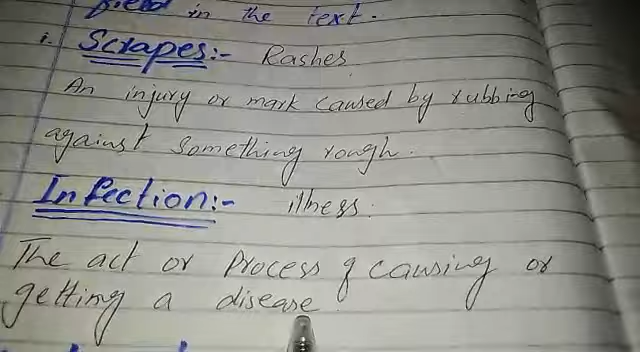 in the text.
i. Scrapes:- Rashes
An injury or mark caused by rubbing
against something rough.
Infection:- illness.
The act or Process of causing or
getting a disease.